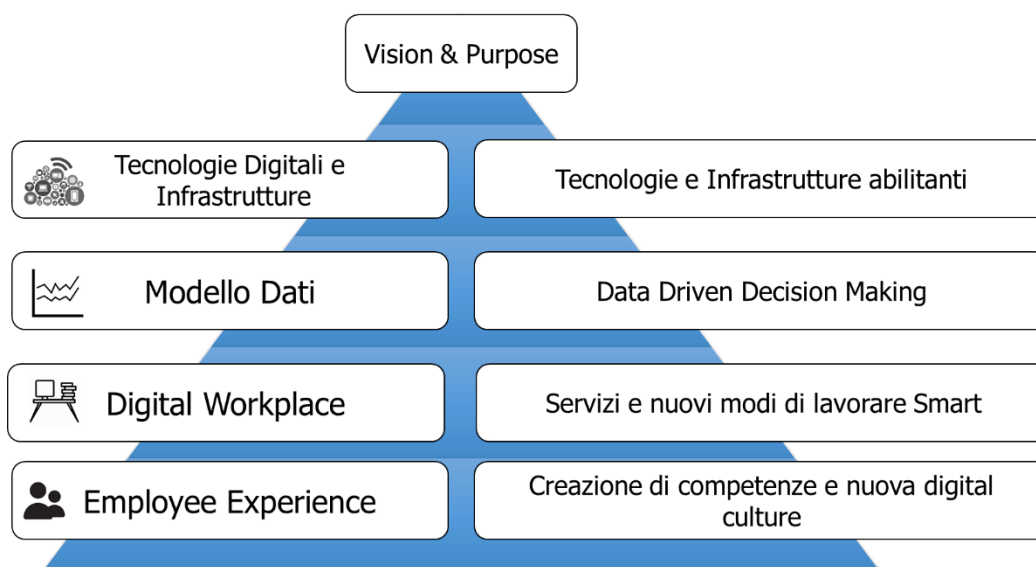 Vision & Purpose
Tecnologie Digitali e
Infrastrutture
Tecnologie e Infrastrutture abilitanti
Modello Dati
Data Driven Decision Making
Digital Workplace
Servizi e nuovi modi di lavorare Smart
Employee Experience
Creazione di competenze e nuova digital
culture